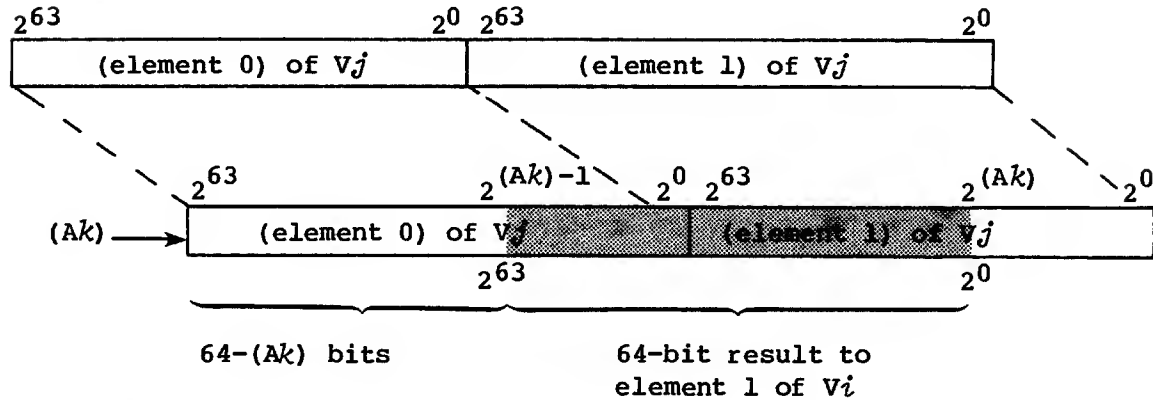 2^63 2^0 2^63 2^0
(element 0) of Vj (element 1) of Vj
2^63 2^(Ak)-1 2^0 2^63 2^(Ak) 2^0
(Ak) (element 0) of Vj (element 1) of Vj
2^63 2^0
64-(Ak) bits 64-bit result to
element 1 of Vi